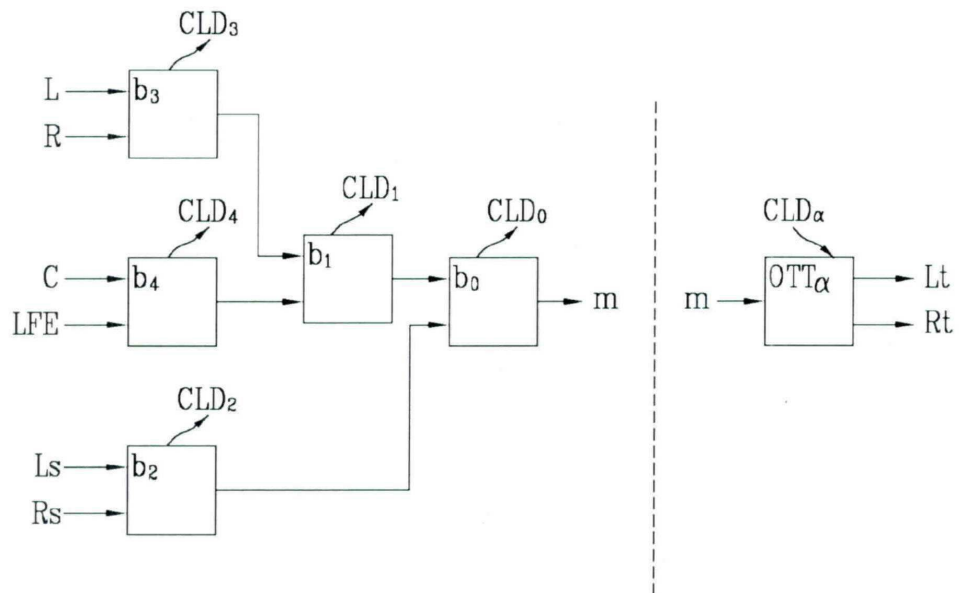 CLD₃
L
b₃
R
CLD₄
CLD₁
CLD₀
CLDα
C
b₄
b₁
b₀
OTTα
Lt
LFE
m
m
Rt
CLD₂
Ls
b₂
Rs